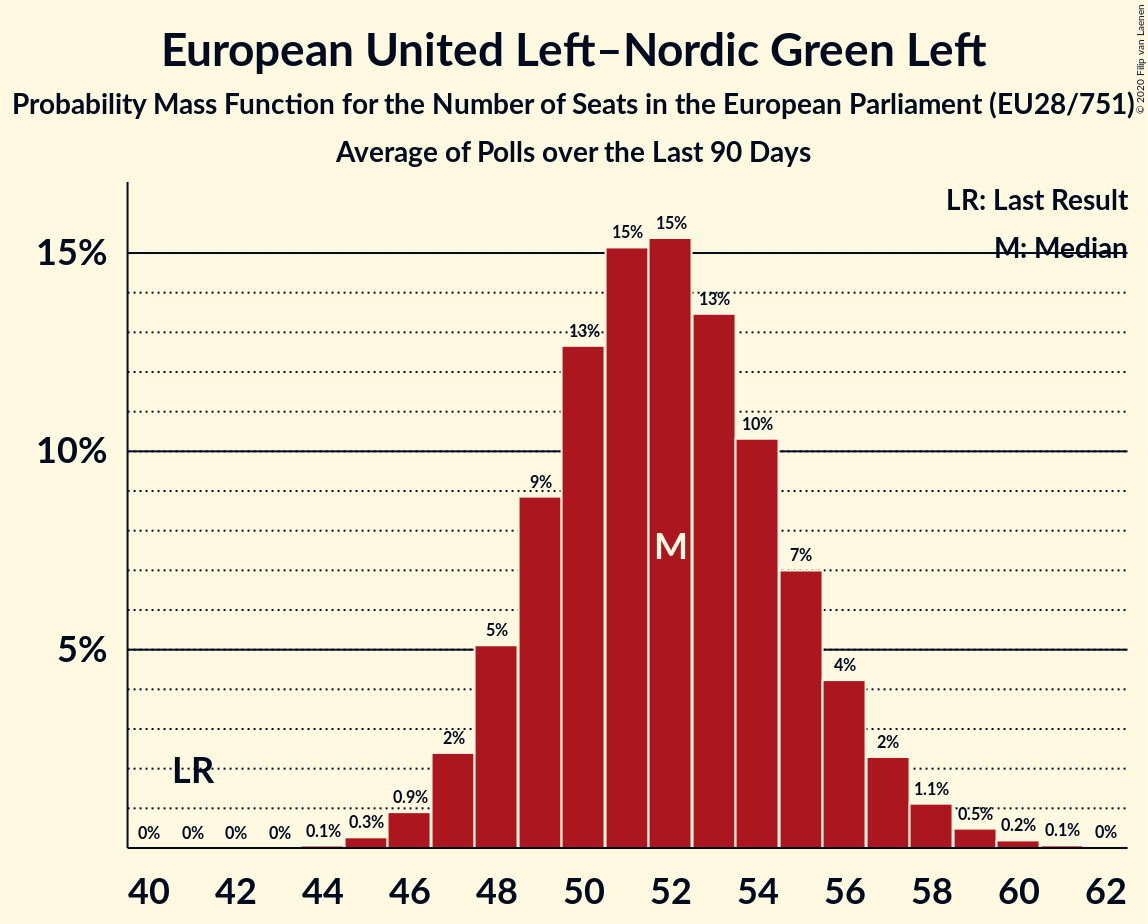 European United Left–Nordic Green Left
Probability Mass Function for the Number of Seats in the European Parliament (EU28/751)
Average of Polls over the Last 90 Days
© 2020 Filip van Laenen
LR: Last Result
M: Median
15%
10%
5%
0% 0% 0% 0% 0.1% 0.3% 0.9% 2% 5% 9% 13% 15% 15% 13% 10% 7% 4% 2% 1.1% 0.5% 0.2% 0.1% 0%
LR
M
40 42 44 46 48 50 52 54 56 58 60 62